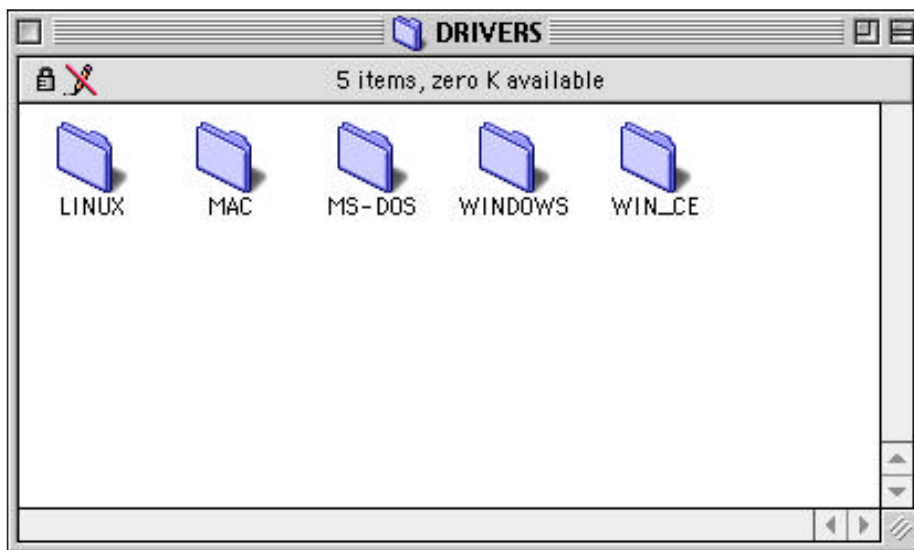 DRIVERS
5 items, zero K available
LINUX MAC MS-DOS WINDOWS WIN_CE